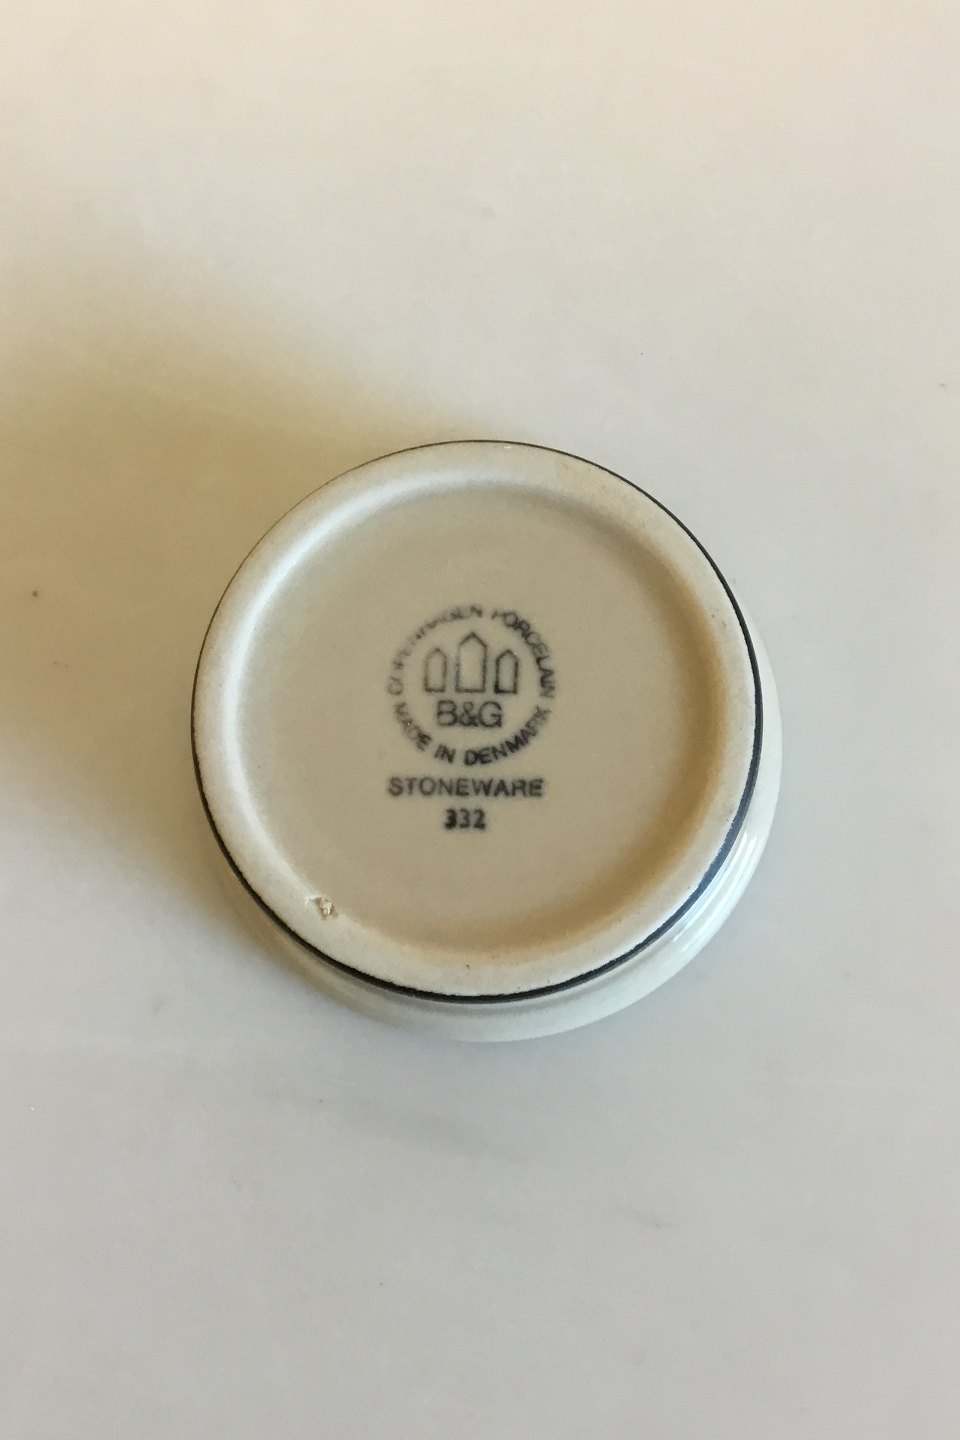 COPENHAGEN PORCELAIN
B&G
MADE IN DENMARK
STONEWARE
332